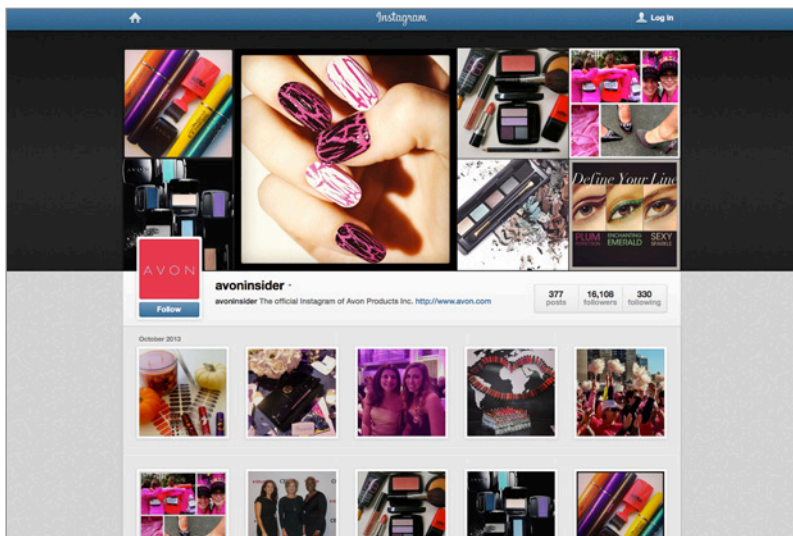 Instagram
Log in
Define Your Line
PLUM
ENCHANTING
EMERALD
SEXY
SPARKLE
AVON
Follow
avoninsider
avoninsider The official Instagram of Avon Products Inc. http://www.avon.com
377
posts
16,108
followers
330
following
October 2013